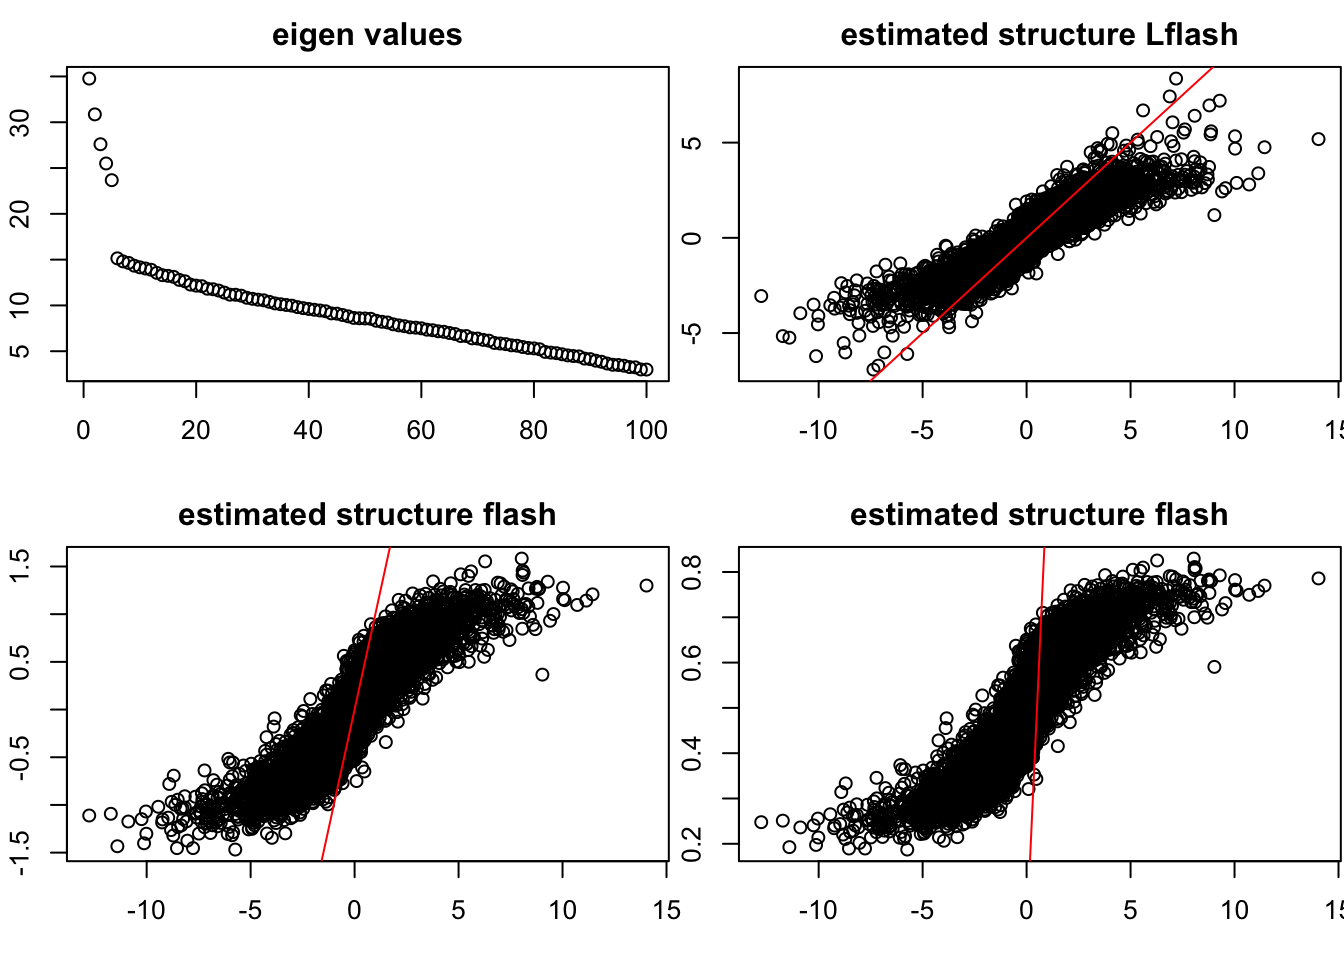 eigen values
30
20
10
5
0 20 40 60 80 100
estimated structure Lflash
5
0
-5
-10 -5 0 5 10 15
estimated structure flash
1.5
0.5
-0.5
-1.5
-10 -5 0 5 10 15
estimated structure flash
0.8
0.6
0.4
0.2
-10 -5 0 5 10 15